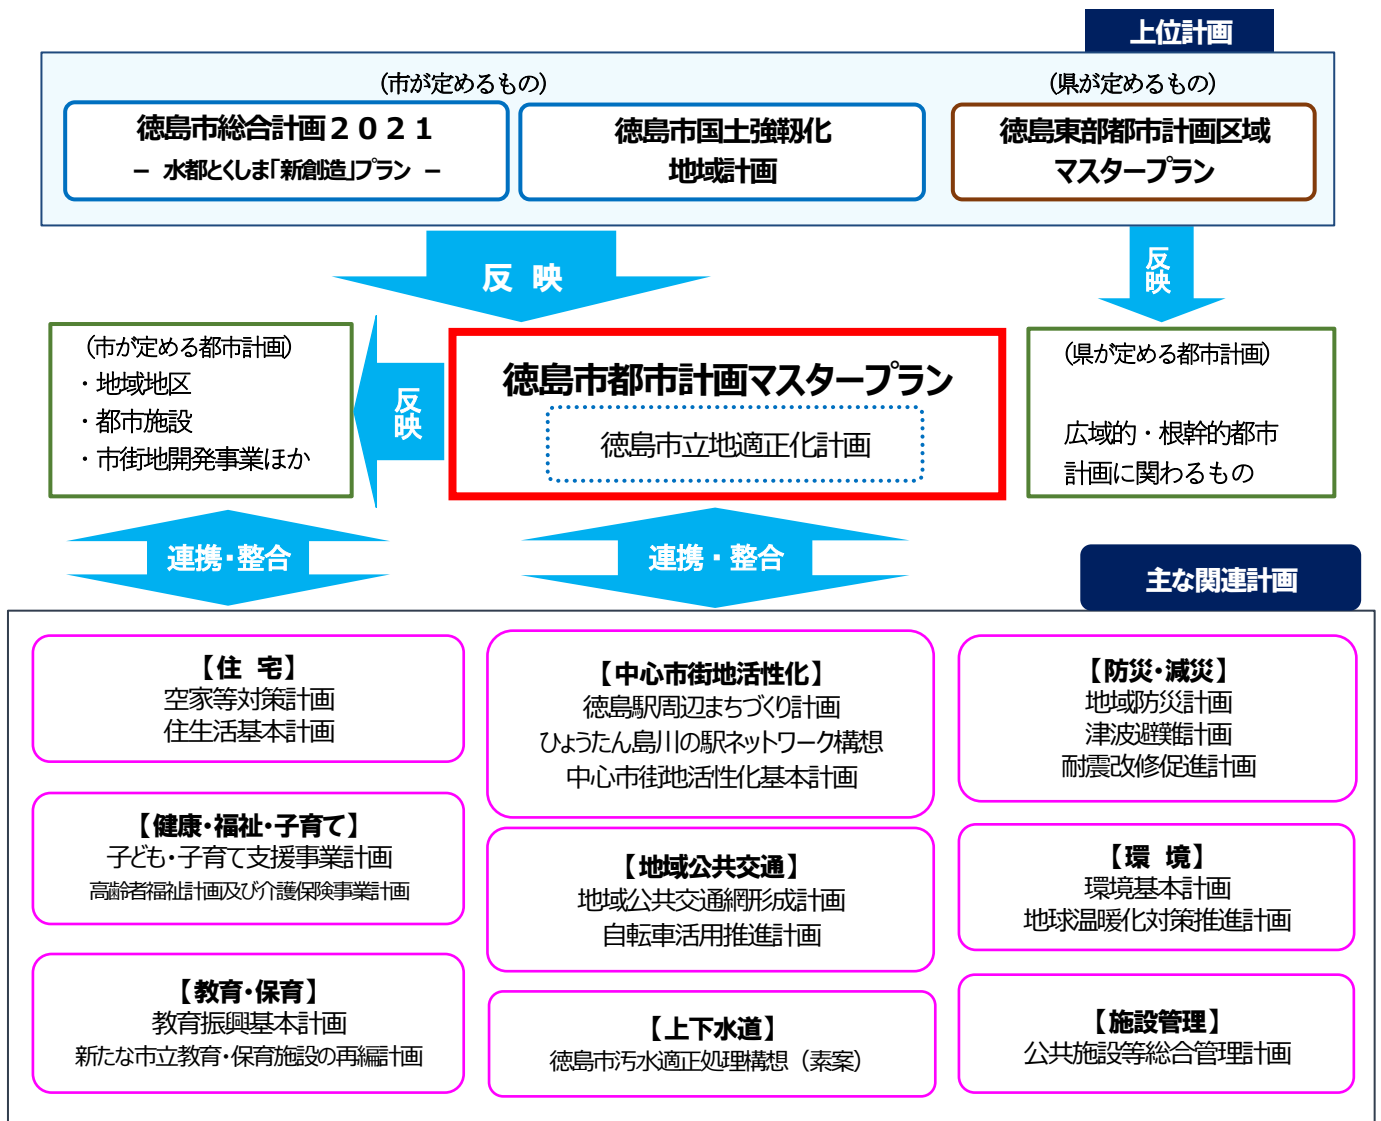 上位計画
(市が定めるもの)
(県が定めるもの)
徳島市総合計画２０２１
－ 水都とくしま「新創造」プラン －
徳島市国土強靱化
地域計画
徳島東部都市計画区域
マスタープラン
反 映
反映
(市が定める都市計画)
・地域地区
・都市施設
・市街地開発事業ほか
反映
徳島市都市計画マスタープラン
徳島市立地適正化計画
(県が定める都市計画)
広域的・根幹的都市
計画に関わるもの
連携・整合
連携・整合
主な関連計画
【住 宅】
空家等対策計画
住生活基本計画
【健康・福祉・子育て】
子ども・子育て支援事業計画
高齢者福祉計画及び介護保険事業計画
【教育・保育】
教育振興基本計画
新たな市立教育・保育施設の再編計画
【中心市街地活性化】
徳島駅周辺まちづくり計画
ひょうたん島川の駅ネットワーク構想
中心市街地活性化基本計画
【地域公共交通】
地域公共交通網形成計画
自転車活用推進計画
【上下水道】
徳島市汚水適正処理構想（素案）
【防災・減災】
地域防災計画
津波避難計画
耐震改修促進計画
【環 境】
環境基本計画
地球温暖化対策推進計画
【施設管理】
公共施設等総合管理計画